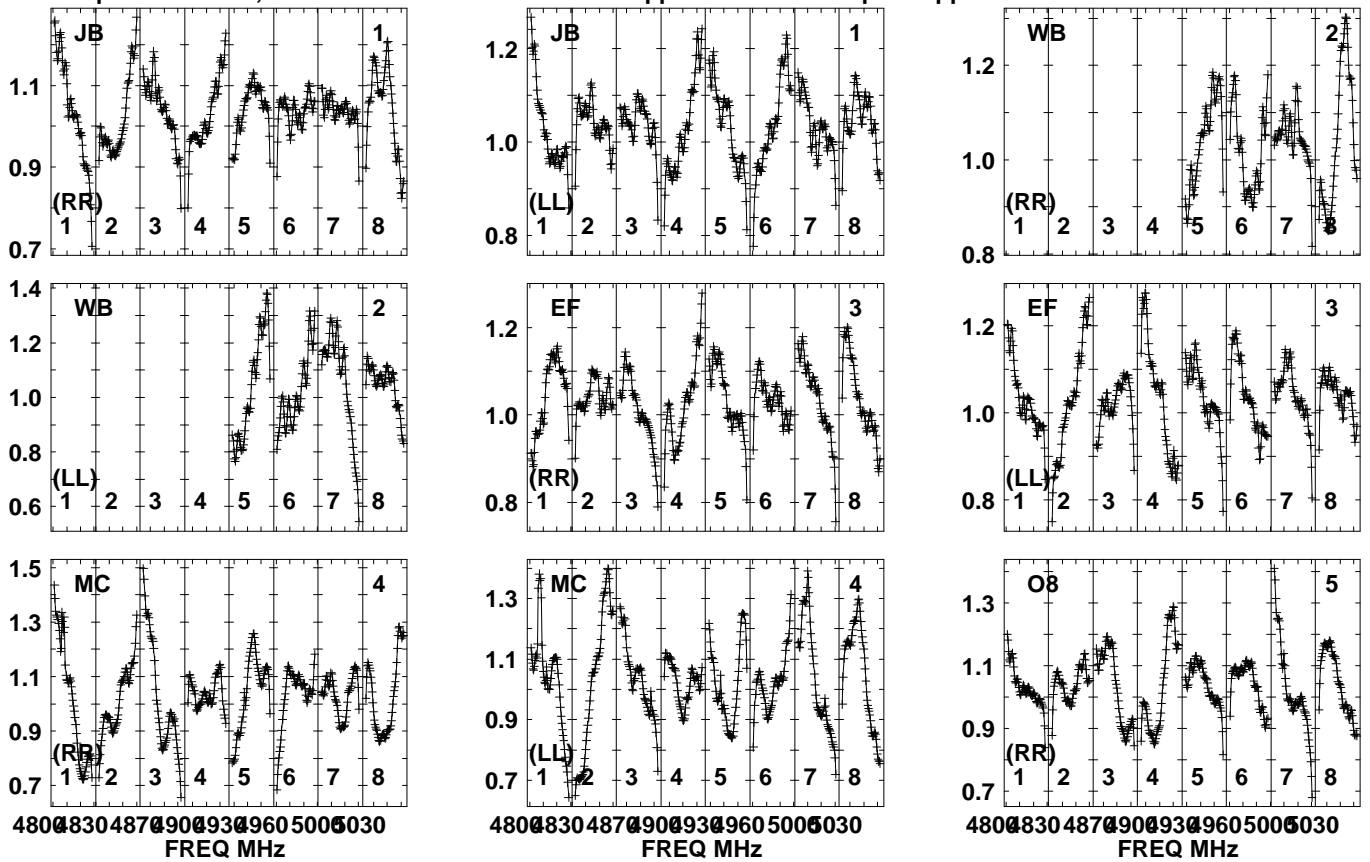 JB 1
1.1
0.9
0.7
(RR)
1 2 3 4 5 6 7 8
JB 1
1.2
1.0
0.8
(LL)
1 2 3 4 5 6 7 8
WB 2
1.2
1.0
0.8
(RR)
1 2 3 4 5 6 7 8
WB 2
1.4
1.2
1.0
0.8
0.6
(LL)
1 2 3 4 5 6 7 8
EF 3
1.2
1.0
0.8
(RR)
1 2 3 4 5 6 7 8
EF 3
1.2
1.0
0.8
(LL)
1 2 3 4 5 6 7 8
MC 4
1.5
1.3
1.1
0.9
0.7
(RR)
1 2 3 4 5 6 7 8
MC 4
1.3
1.1
0.9
0.7
(LL)
1 2 3 4 5 6 7 8
O8 5
1.3
1.1
0.9
0.7
(RR)
1 2 3 4 5 6 7 8
4800 4830 4870 4900 4930 4960 5000 5030
FREQ MHz
4800 4830 4870 4900 4930 4960 5000 5030
FREQ MHz
4800 4830 4870 4900 4930 4960 5000 5030
FREQ MHz